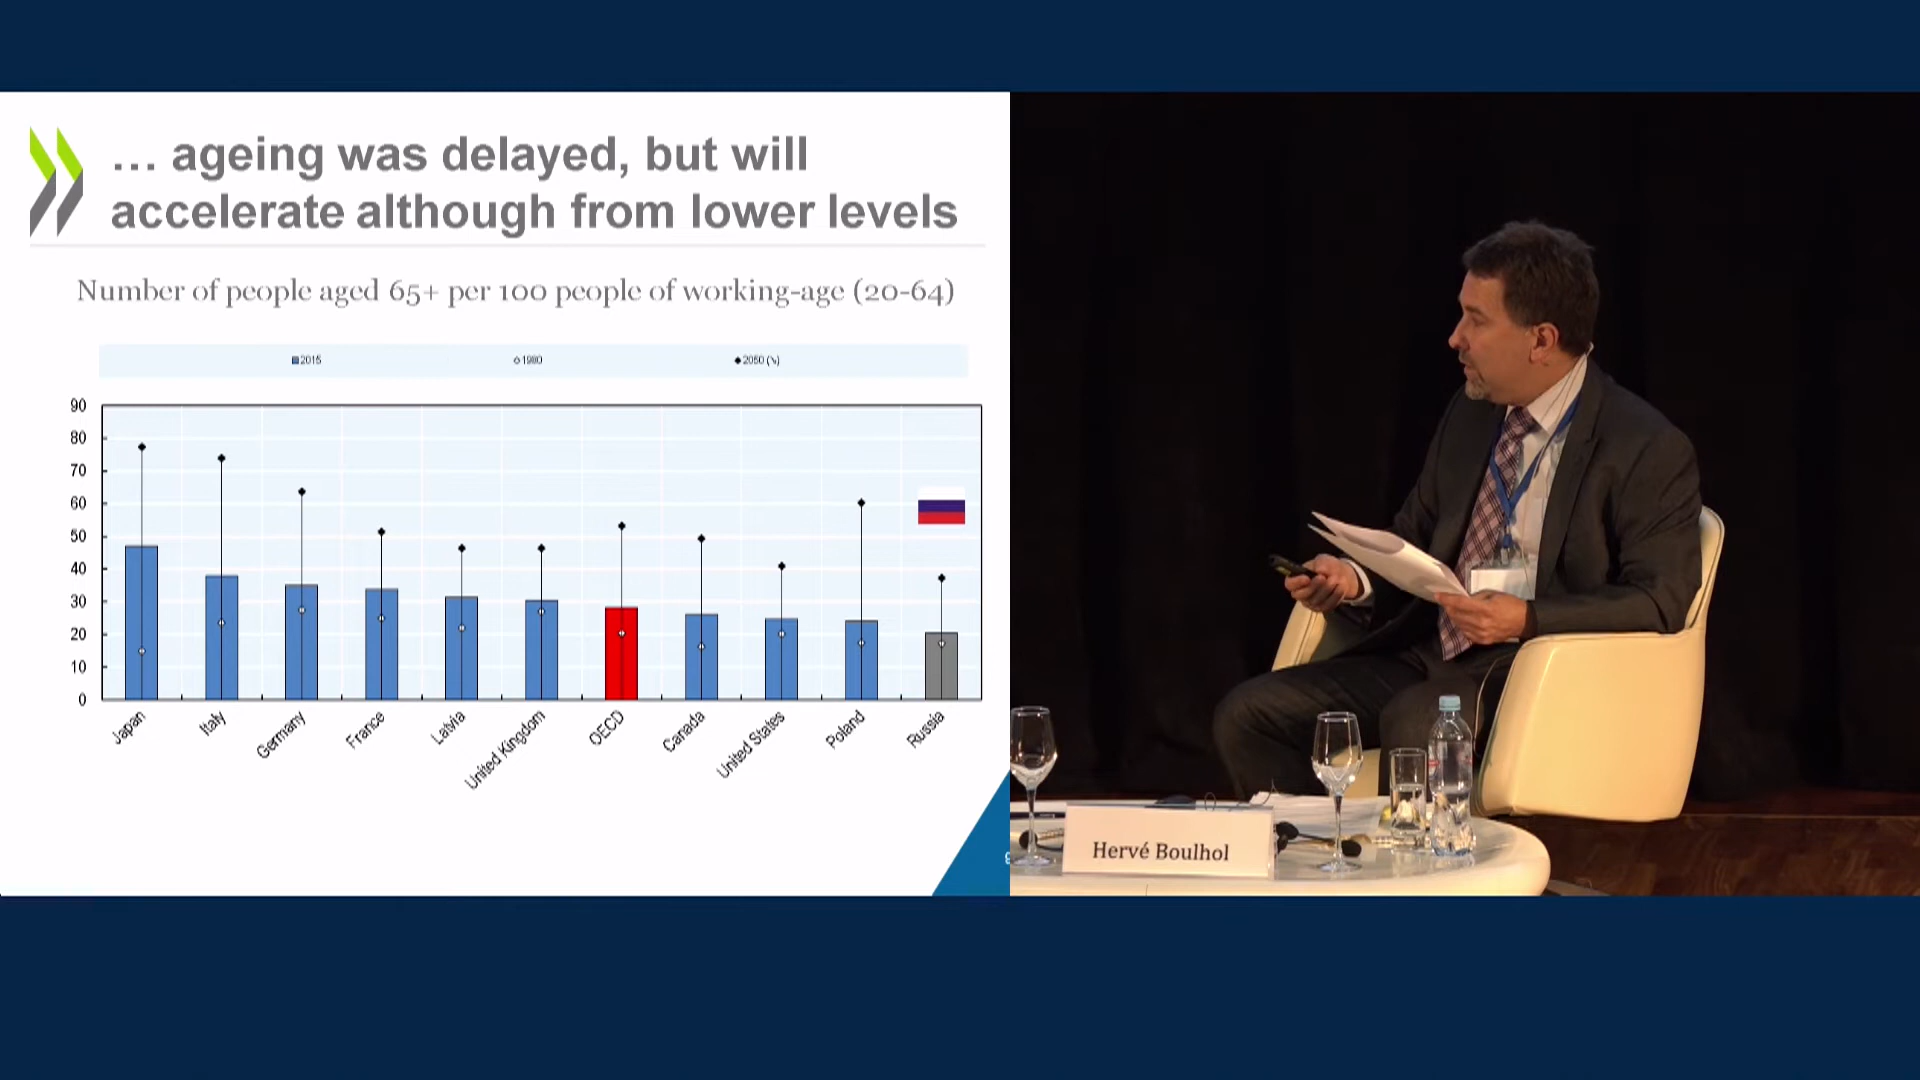 ... ageing was delayed, but will
accelerate although from lower levels
Number of people aged 65+ per 100 people of working-age (20-64)
2015 1980 2050 (↘)
90
80
70
60
50
40
30
20
10
0
Japan
Italy
Germany
France
Latvia
United Kingdom
OECD
Canada
United States
Poland
Russia
Hervé Boulhol